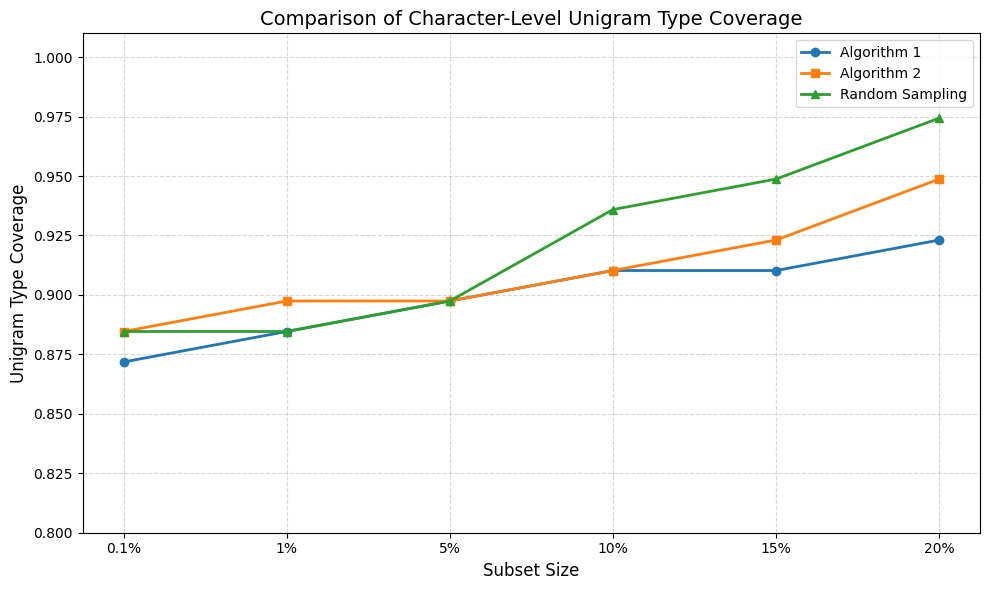 Comparison of Character-Level Unigram Type Coverage
Algorithm 1
Algorithm 2
Random Sampling
Unigram Type Coverage
1.000
0.975
0.950
0.925
0.900
0.875
0.850
0.825
0.800
0.1% 1% 5% 10% 15% 20%
Subset Size